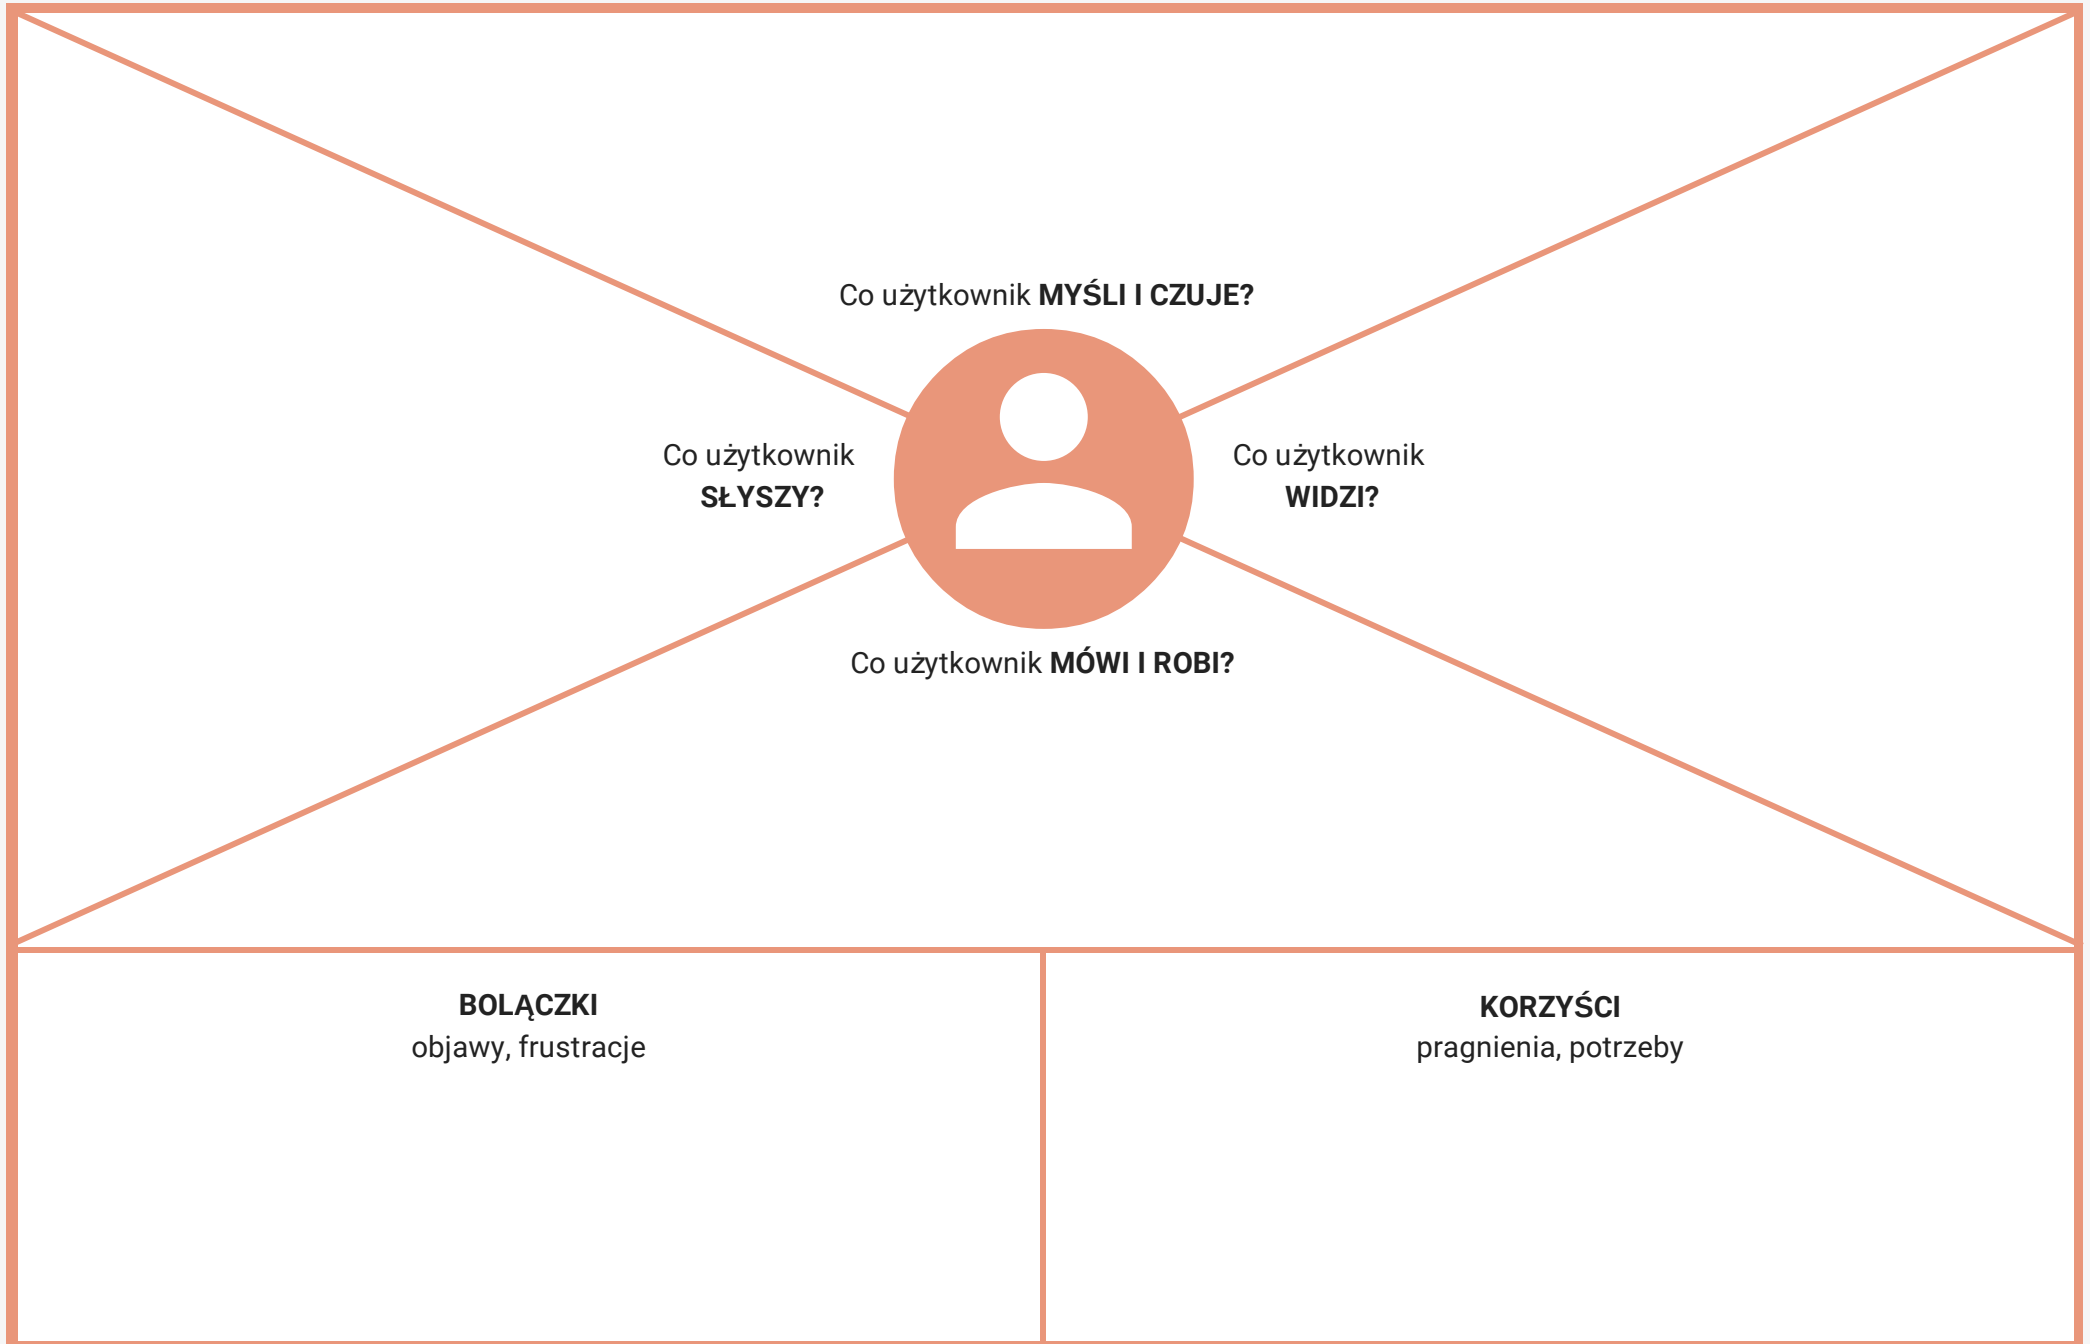 Co użytkownik MYŚLI I CZUJE?
Co użytkownik
SŁYSZY?
Co użytkownik
WIDZI?
Co użytkownik MÓWI I ROBI?
BOLĄCZKI
objawy, frustracje
KORZYŚCI
pragnienia, potrzeby